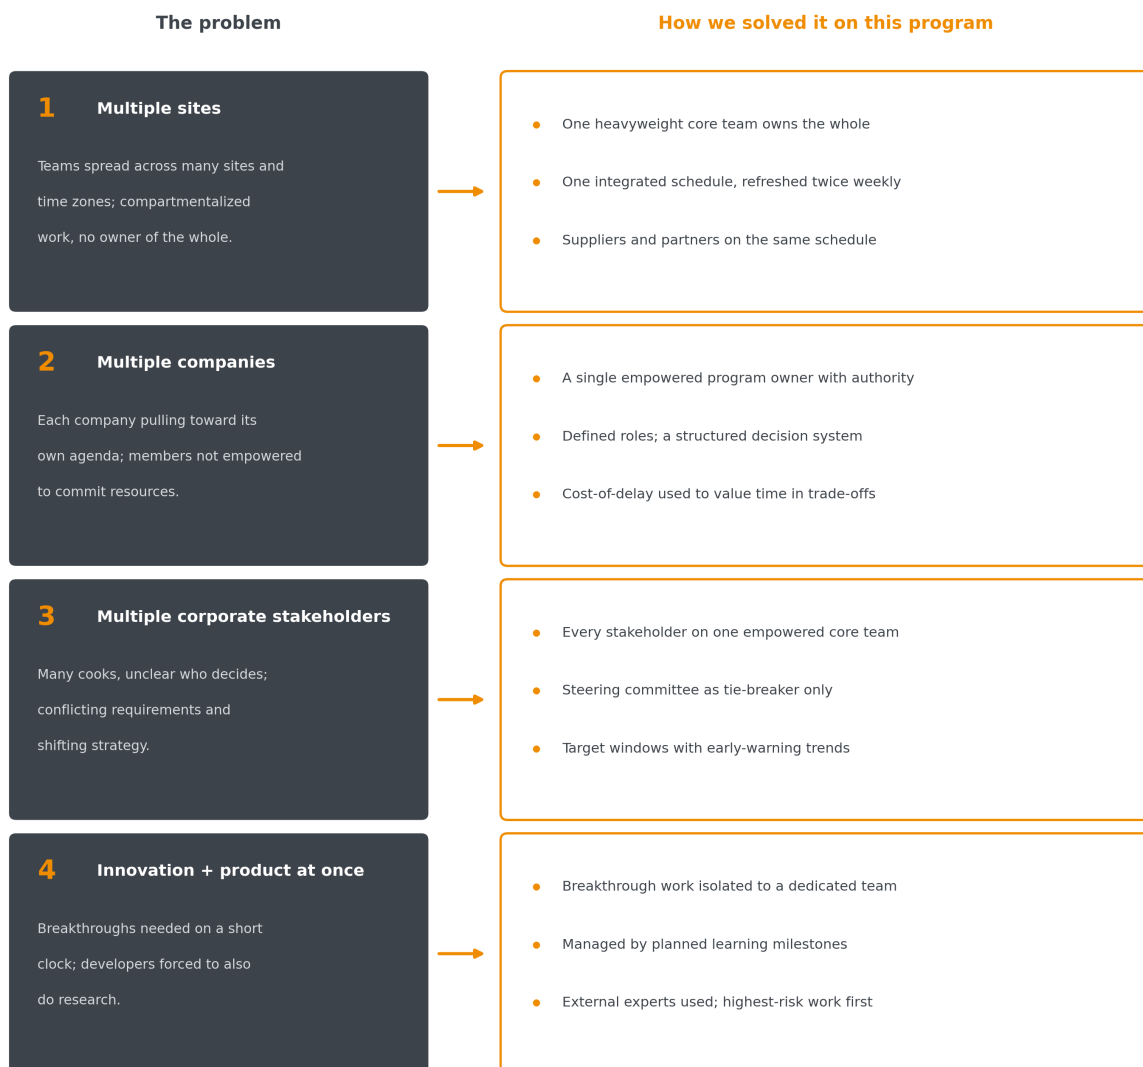 The problem
How we solved it on this program
1 Multiple sites
Teams spread across many sites and
time zones; compartmentalized
work, no owner of the whole.
One heavyweight core team owns the whole
One integrated schedule, refreshed twice weekly
Suppliers and partners on the same schedule
2 Multiple companies
Each company pulling toward its
own agenda; members not empowered
to commit resources.
A single empowered program owner with authority
Defined roles; a structured decision system
Cost-of-delay used to value time in trade-offs
3 Multiple corporate stakeholders
Many cooks, unclear who decides;
conflicting requirements and
shifting strategy.
Every stakeholder on one empowered core team
Steering committee as tie-breaker only
Target windows with early-warning trends
4 Innovation + product at once
Breakthroughs needed on a short
clock; developers forced to also
do research.
Breakthrough work isolated to a dedicated team
Managed by planned learning milestones
External experts used; highest-risk work first